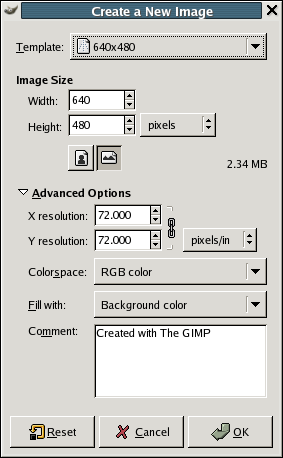 Create a New Image
Template: 640x480
Image Size
Width: 640
Height: 480 pixels
2.34 MB
Advanced Options
X resolution: 72.000
Y resolution: 72.000 pixels/in
Colorspace: RGB color
Fill with: Background color
Comment: Created with The GIMP
Reset Cancel OK